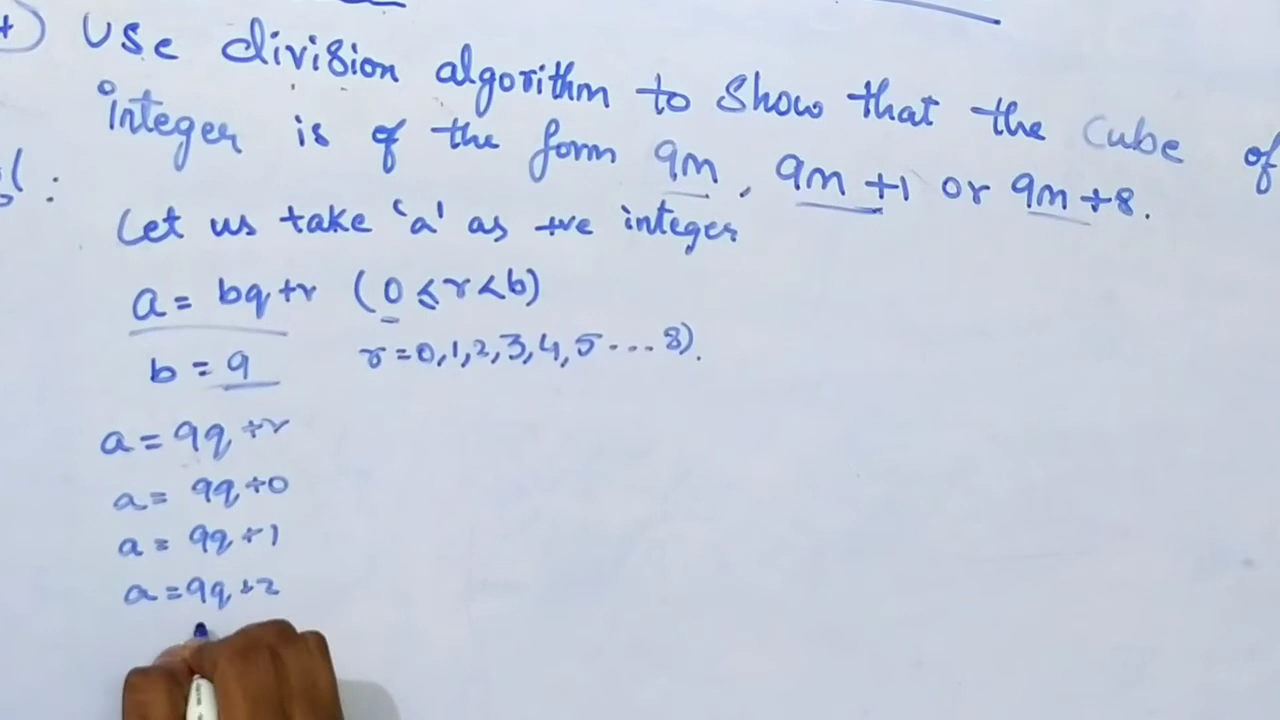 +) Use division algorithm to show that the cube of
integer is of the form 9m, 9m+1 or 9m+8.
:
Let us take 'a' as +ve integer
a = bq+r (0≤r<b)
b = 9 r=0,1,2,3,4,5...8).
a = 9q+r
a = 9q+0
a = 9q+1
a = 9q+2